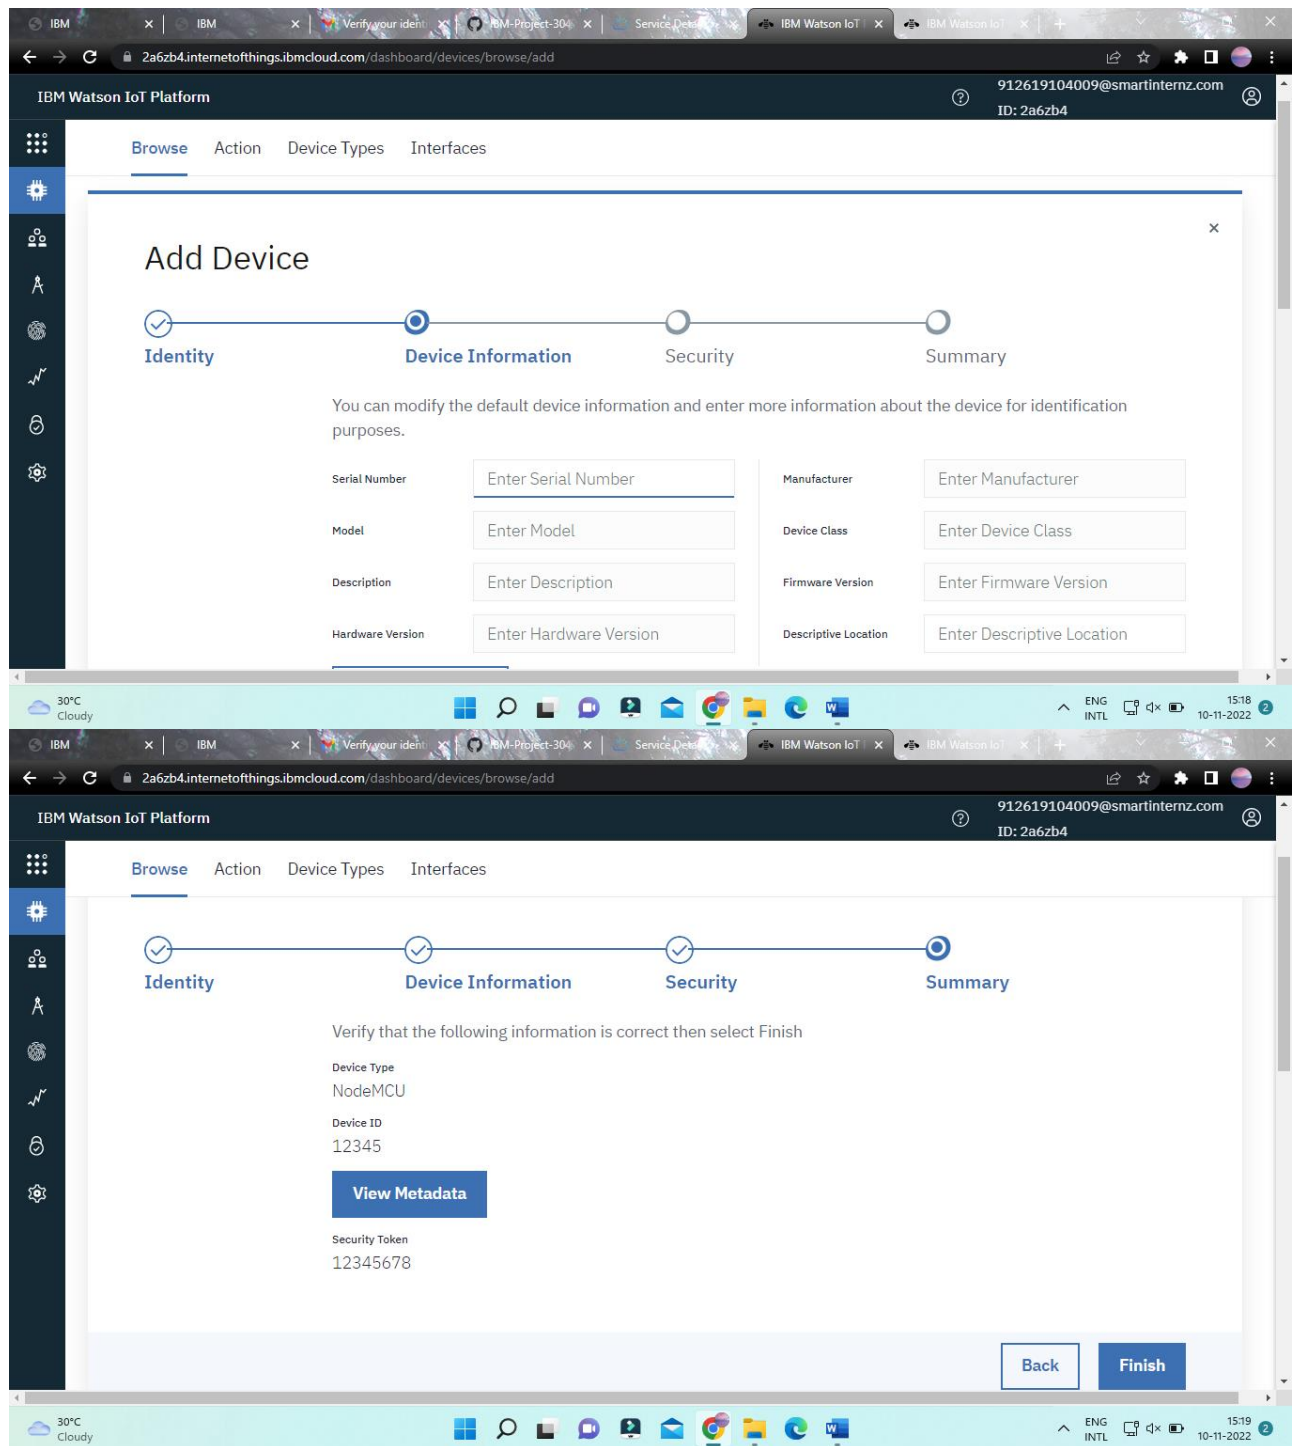 IBM IBM Verify your identi IBM-Project-304 Service Deta IBM Watson IoT IBM Watson IoT
2a6zb4.internetofthings.ibmcloud.com/dashboard/devices/browse/add
IBM Watson IoT Platform
912619104009@smartinternz.com
ID: 2a6zb4
Browse Action Device Types Interfaces
Add Device
Identity Device Information Security Summary
You can modify the default device information and enter more information about the device for identification
purposes.
Serial Number Enter Serial Number Manufacturer Enter Manufacturer
Model Enter Model Device Class Enter Device Class
Description Enter Description Firmware Version Enter Firmware Version
Hardware Version Enter Hardware Version Descriptive Location Enter Descriptive Location
30°C
Cloudy
ENG
INTL
15:18
10-11-2022
2
IBM IBM Verify your identi IBM-Project-304 Service Deta IBM Watson IoT IBM Watson IoT
2a6zb4.internetofthings.ibmcloud.com/dashboard/devices/browse/add
IBM Watson IoT Platform
912619104009@smartinternz.com
ID: 2a6zb4
Browse Action Device Types Interfaces
Identity Device Information Security Summary
Verify that the following information is correct then select Finish
Device Type
NodeMCU
Device ID
12345
View Metadata
Security Token
12345678
Back Finish
30°C
Cloudy
ENG
INTL
15:19
10-11-2022
2